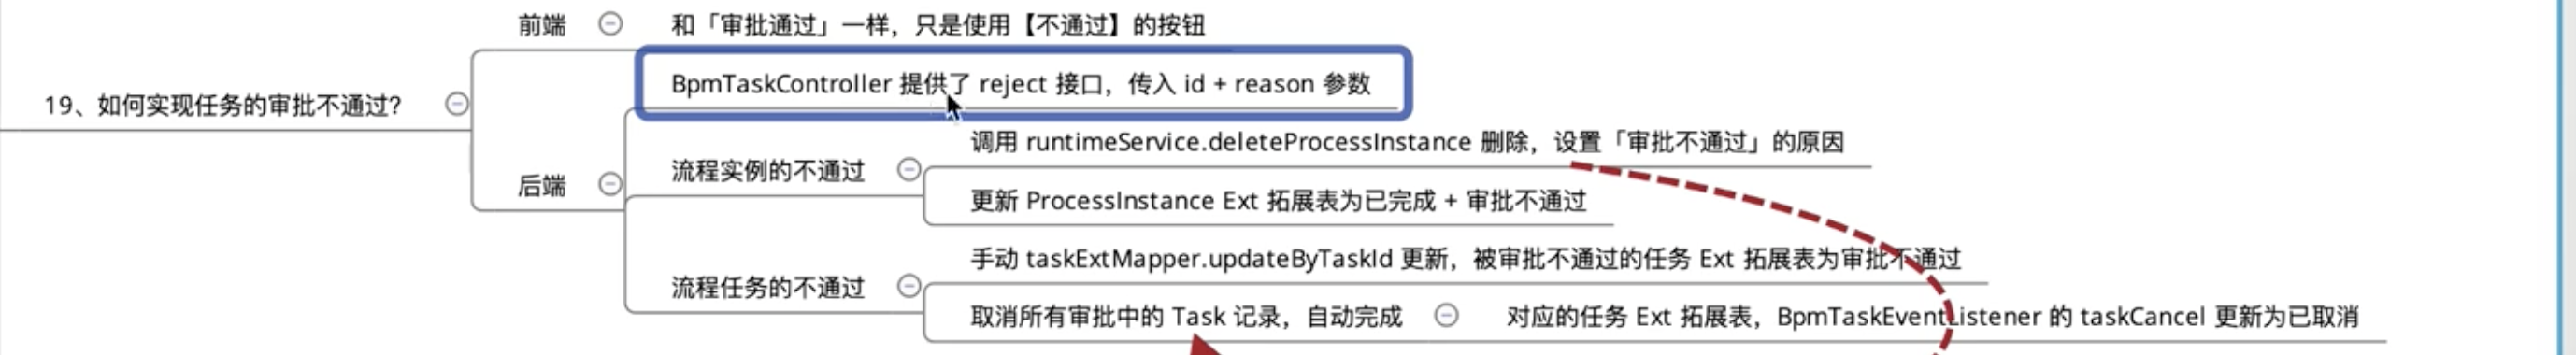 前端
和「审批通过」一样，只是使用【不通过】的按钮
19、如何实现任务的审批不通过？
后端
BpmTaskController 提供了 reject 接口，传入 id + reason 参数
流程实例的不通过
调用 runtimeService.deleteProcessInstance 删除，设置「审批不通过」的原因
更新 ProcessInstance Ext 拓展表为已完成 + 审批不通过
流程任务的不通过
手动 taskExtMapper.updateByTaskId 更新，被审批不通过的任务 Ext 拓展表为审批不通过
取消所有审批中的 Task 记录，自动完成
对应的任务 Ext 拓展表，BpmTaskEventListener 的 taskCancel 更新为已取消